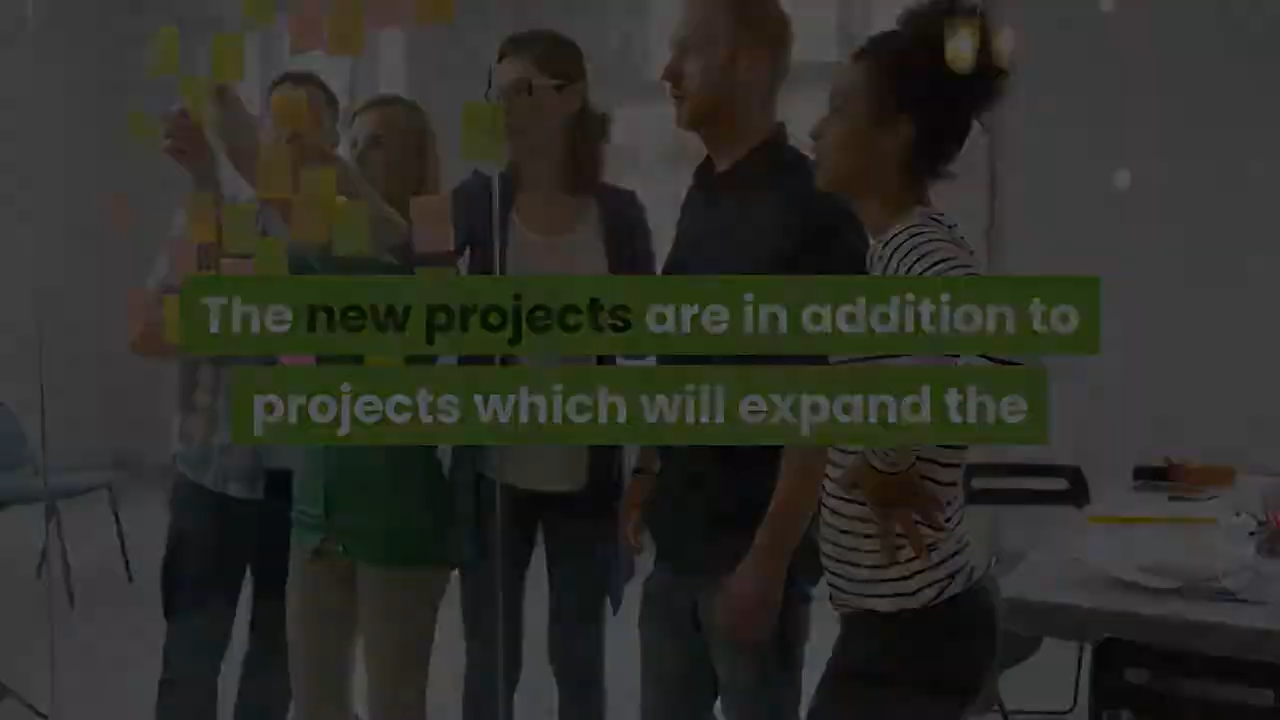 The new projects are in addition to
projects which will expand the